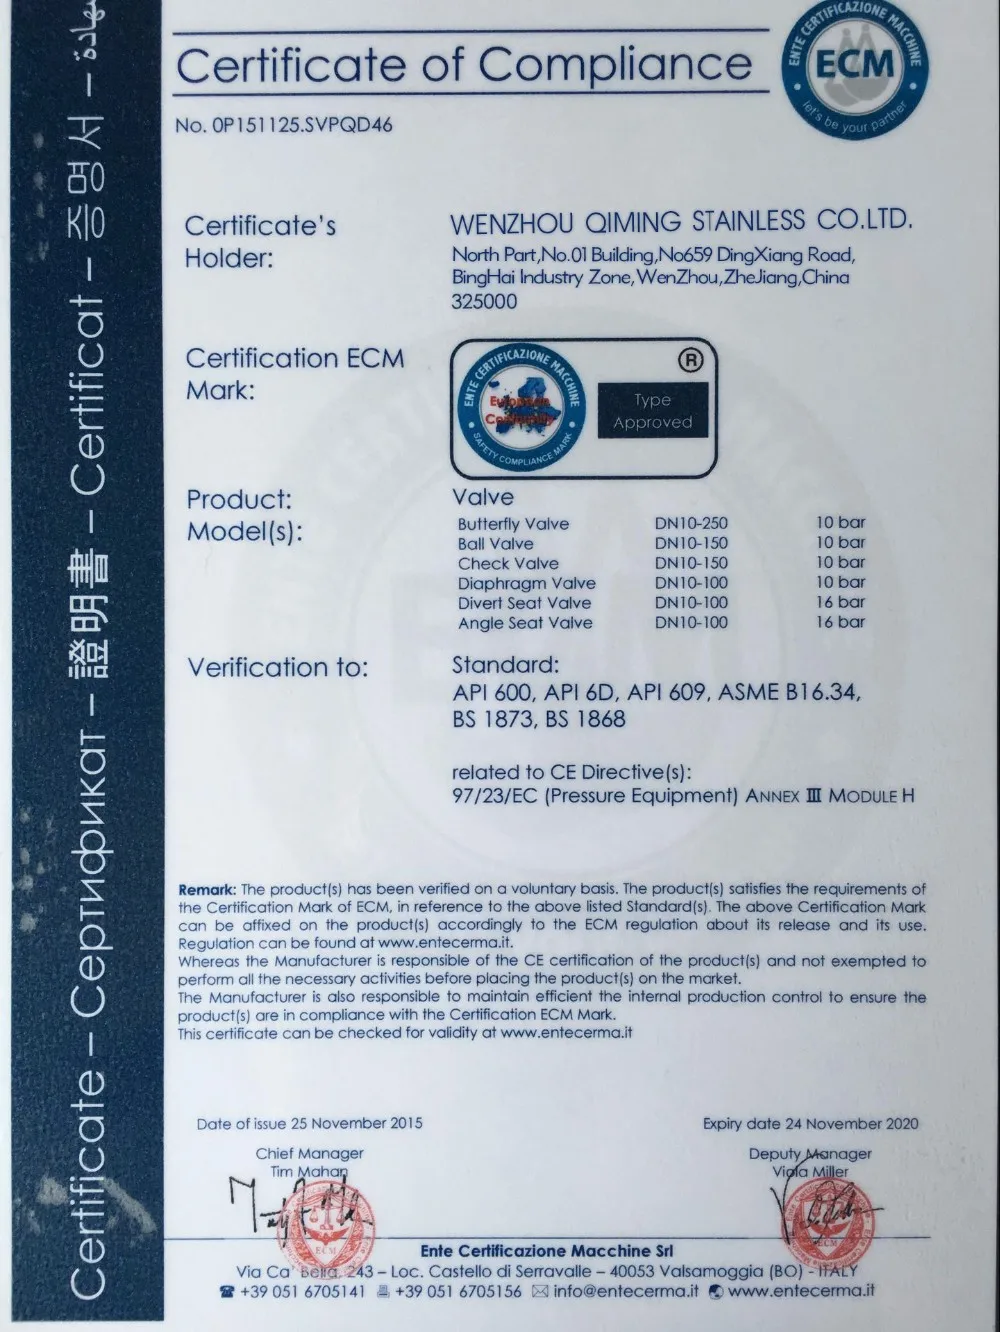 Certificate – Сертификат – 證明書 – Certificat – 증명서 – شهادة
Certificate of Compliance
ENTE CERTIFICAZIONE MACCHINE
ECM
let's be your partner
No. 0P151125.SVPQD46
Certificate's
Holder:
WENZHOU QIMING STAINLESS CO.LTD.
North Part,No.01 Building,No659 DingXiang Road,
BingHai Industry Zone,WenZhou,ZheJiang,China
325000
Certification ECM
Mark:
ENTE CERTIFICAZIONE MACCHINE
European
Conformity
SAFETY COMPLIANCE MARK
®
Type
Approved
Product: Valve
Model(s):
Butterfly Valve DN10-250 10 bar
Ball Valve DN10-150 10 bar
Check Valve DN10-150 10 bar
Diaphragm Valve DN10-100 10 bar
Divert Seat Valve DN10-100 16 bar
Angle Seat Valve DN10-100 16 bar
Verification to: Standard:
API 600, API 6D, API 609, ASME B16.34,
BS 1873, BS 1868
related to CE Directive(s):
97/23/EC (Pressure Equipment) ANNEX III MODULE H
Remark: The product(s) has been verified on a voluntary basis. The product(s) satisfies the requirements of
the Certification Mark of ECM, in reference to the above listed Standard(s). The above Certification Mark
can be affixed on the product(s) accordingly to the ECM regulation about its release and its use.
Regulation can be found at www.entecerma.it.
Whereas the Manufacturer is responsible of the CE certification of the product(s) and not exempted to
perform all the necessary activities before placing the product(s) on the market.
The Manufacturer is also responsible to maintain efficient the internal production control to ensure the
product(s) are in compliance with the Certification ECM Mark.
This certificate can be checked for validity at www.entecerma.it
Date of issue 25 November 2015 Expiry date 24 November 2020
Chief Manager Deputy Manager
Tim Mahan Viola Miller
ECM ECM
Ente Certificazione Macchine Srl
Via Ca' Bella, 243 – Loc. Castello di Serravalle – 40053 Valsamoggia (BO) - ITALY
☎ +39 051 6705141 +39 051 6705156 ✉ info@entecerma.it www.entecerma.it